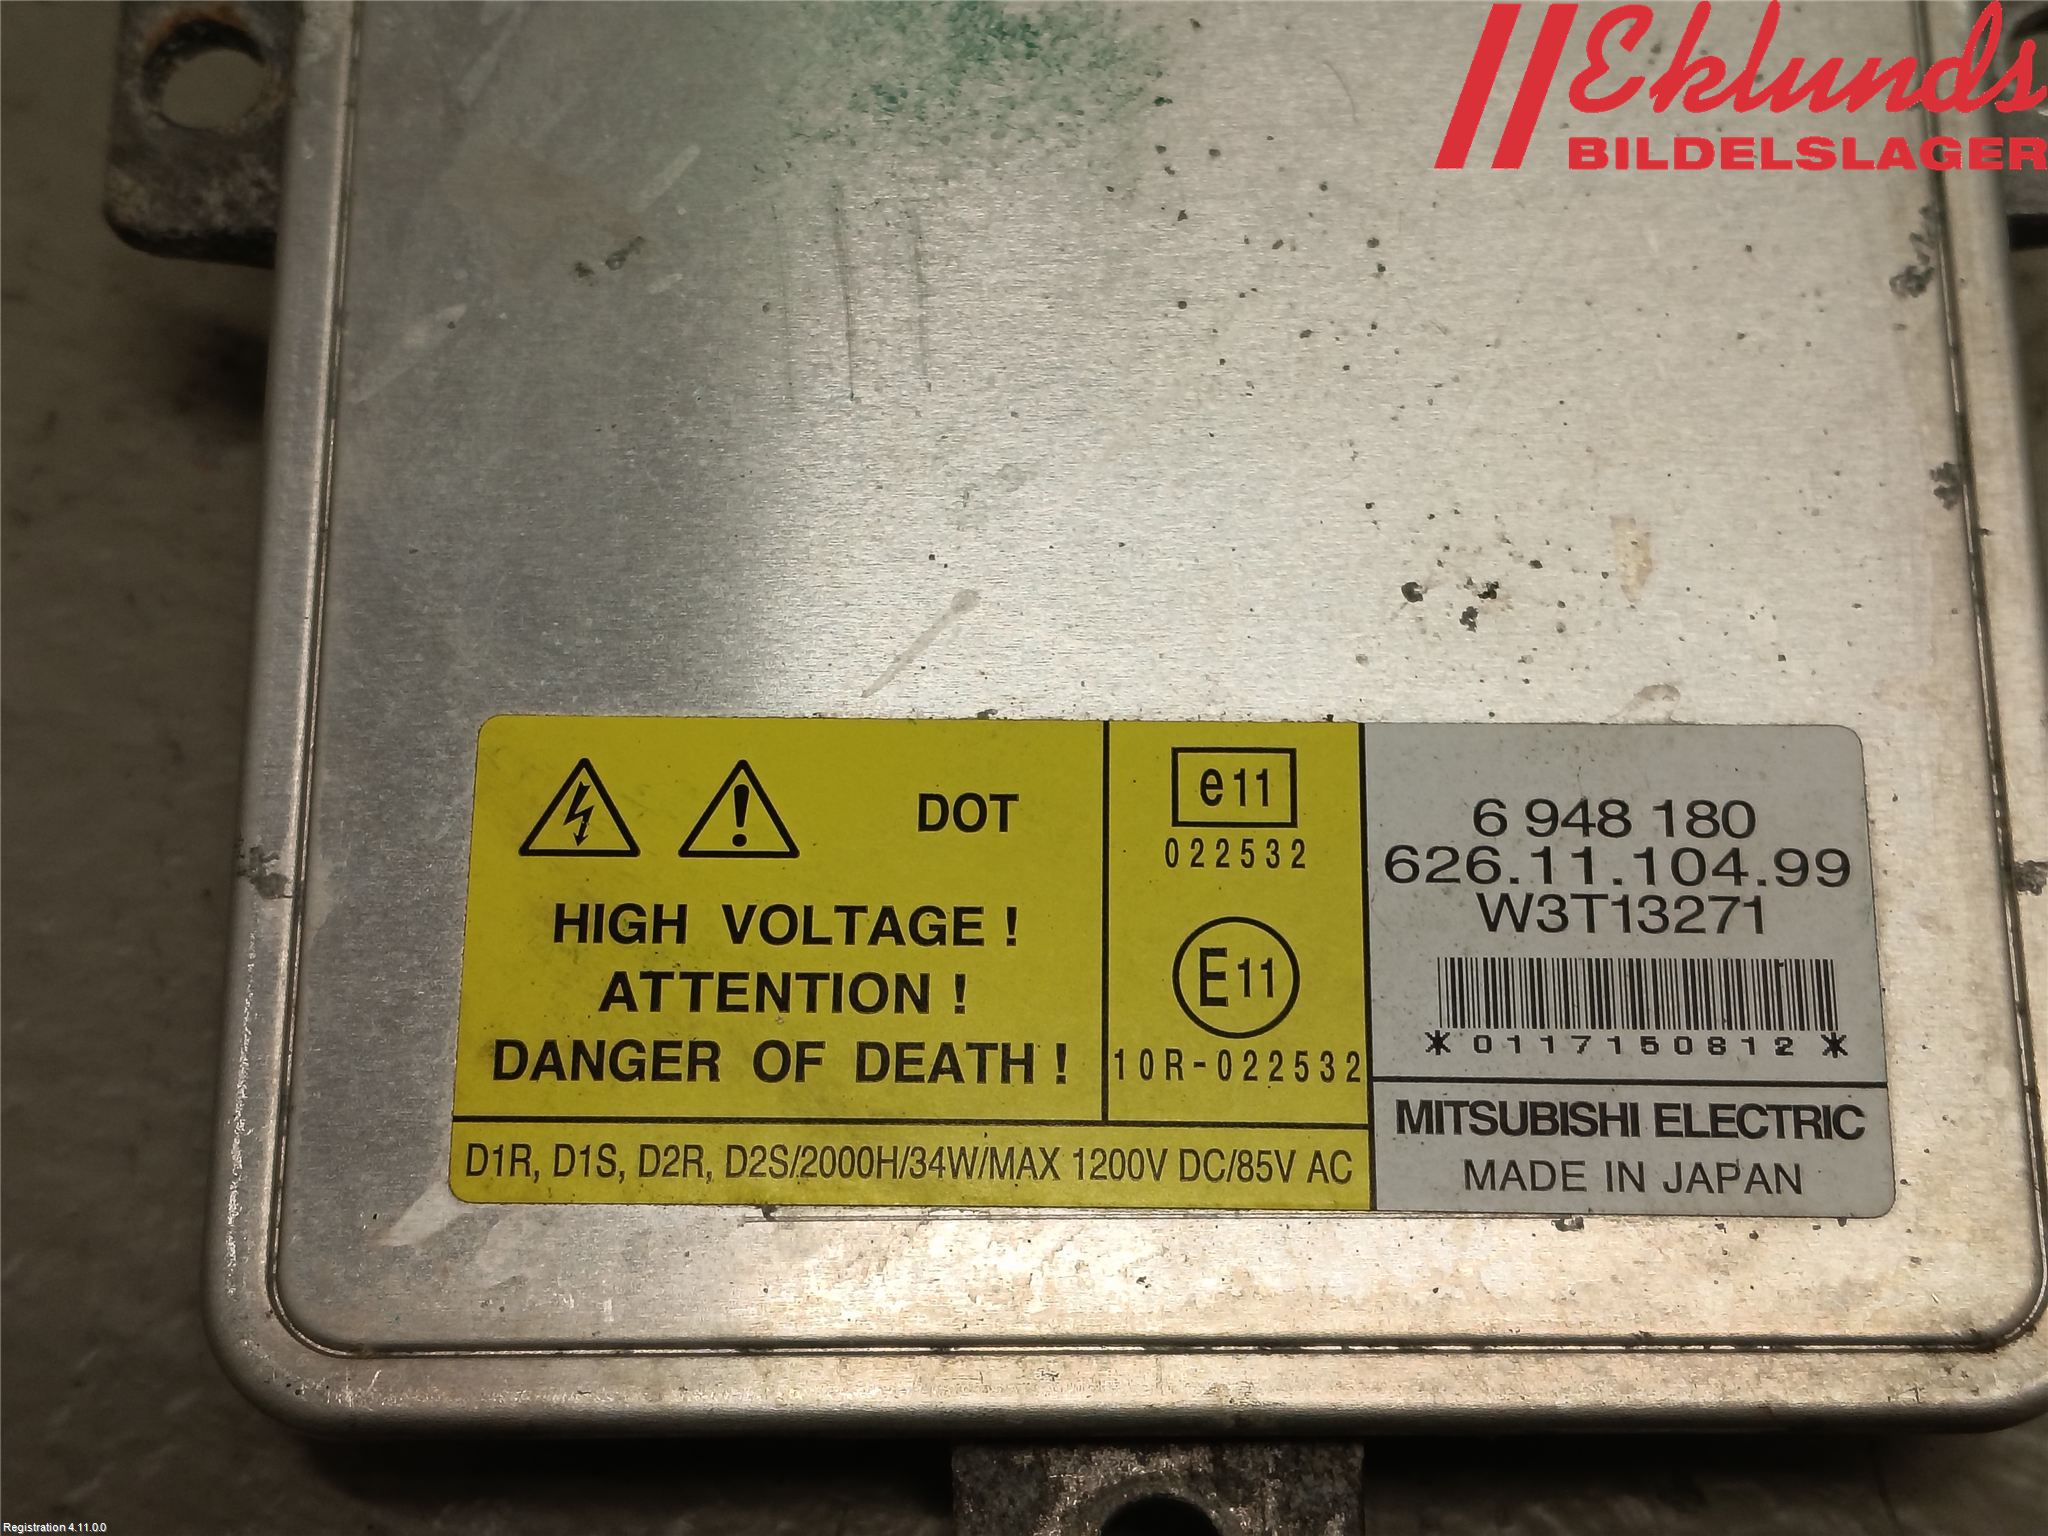 Eklunds
BILDELSLAGER
DOT
HIGH VOLTAGE !
ATTENTION !
DANGER OF DEATH !
e11
022532
E11
10R-022532
D1R, D1S, D2R, D2S/2000H/34W/MAX 1200V DC/85V AC
6 948 180
626.11.104.99
W3T13271
*0117150812*
MITSUBISHI ELECTRIC
MADE IN JAPAN
Registration 4.11.0.0